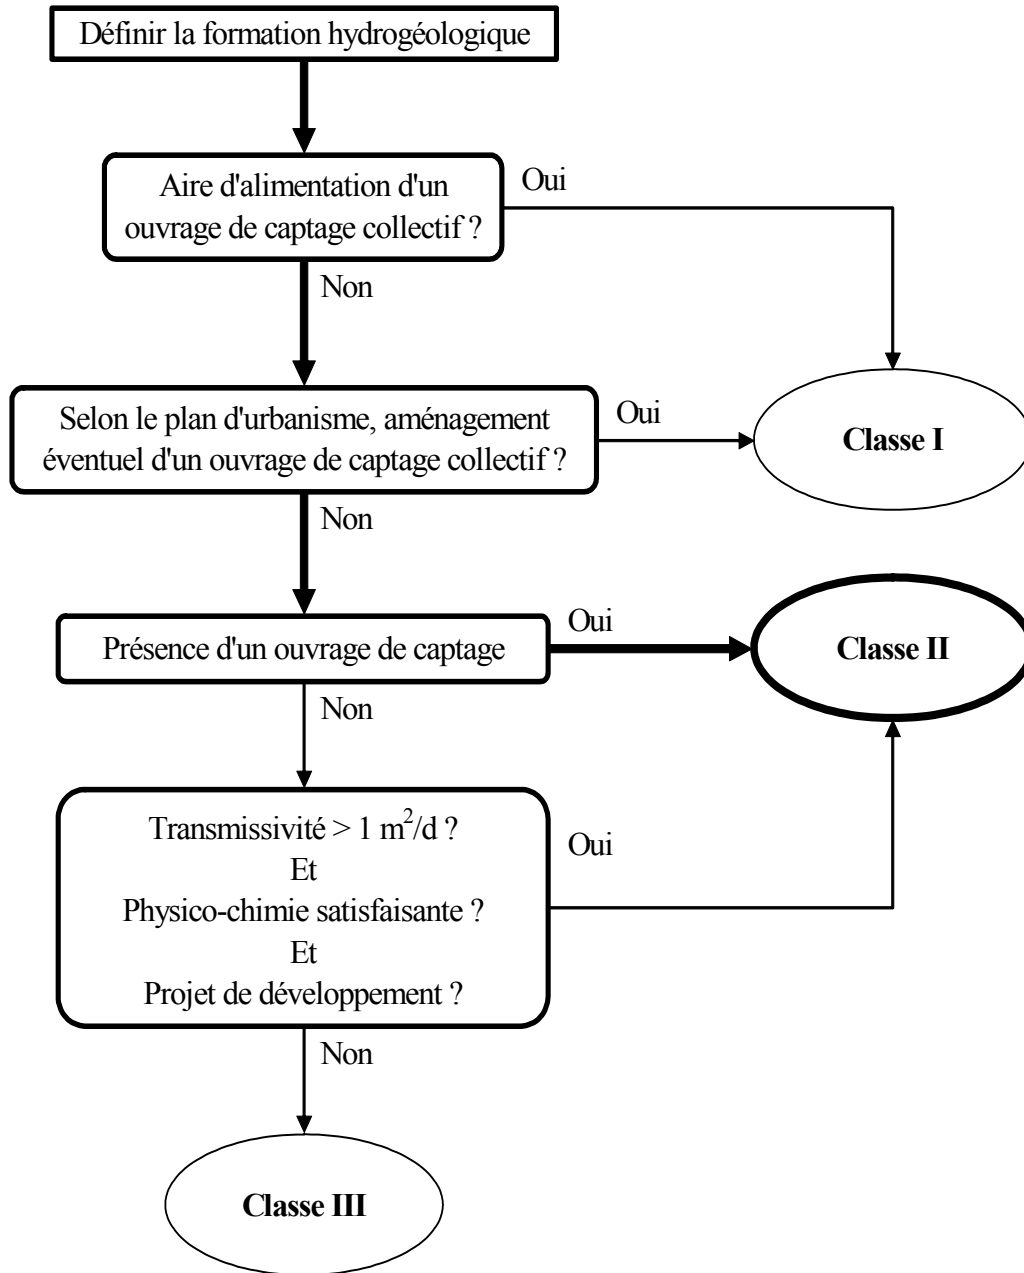 Définir la formation hydrogéologique
Aire d'alimentation d'un
ouvrage de captage collectif ?
Oui
Non
Selon le plan d'urbanisme, aménagement
éventuel d'un ouvrage de captage collectif ?
Oui
Classe I
Non
Présence d'un ouvrage de captage
Oui
Classe II
Non
Transmissivité > 1 m²/d ?
Et
Physico-chimie satisfaisante ?
Et
Projet de développement ?
Oui
Non
Classe III